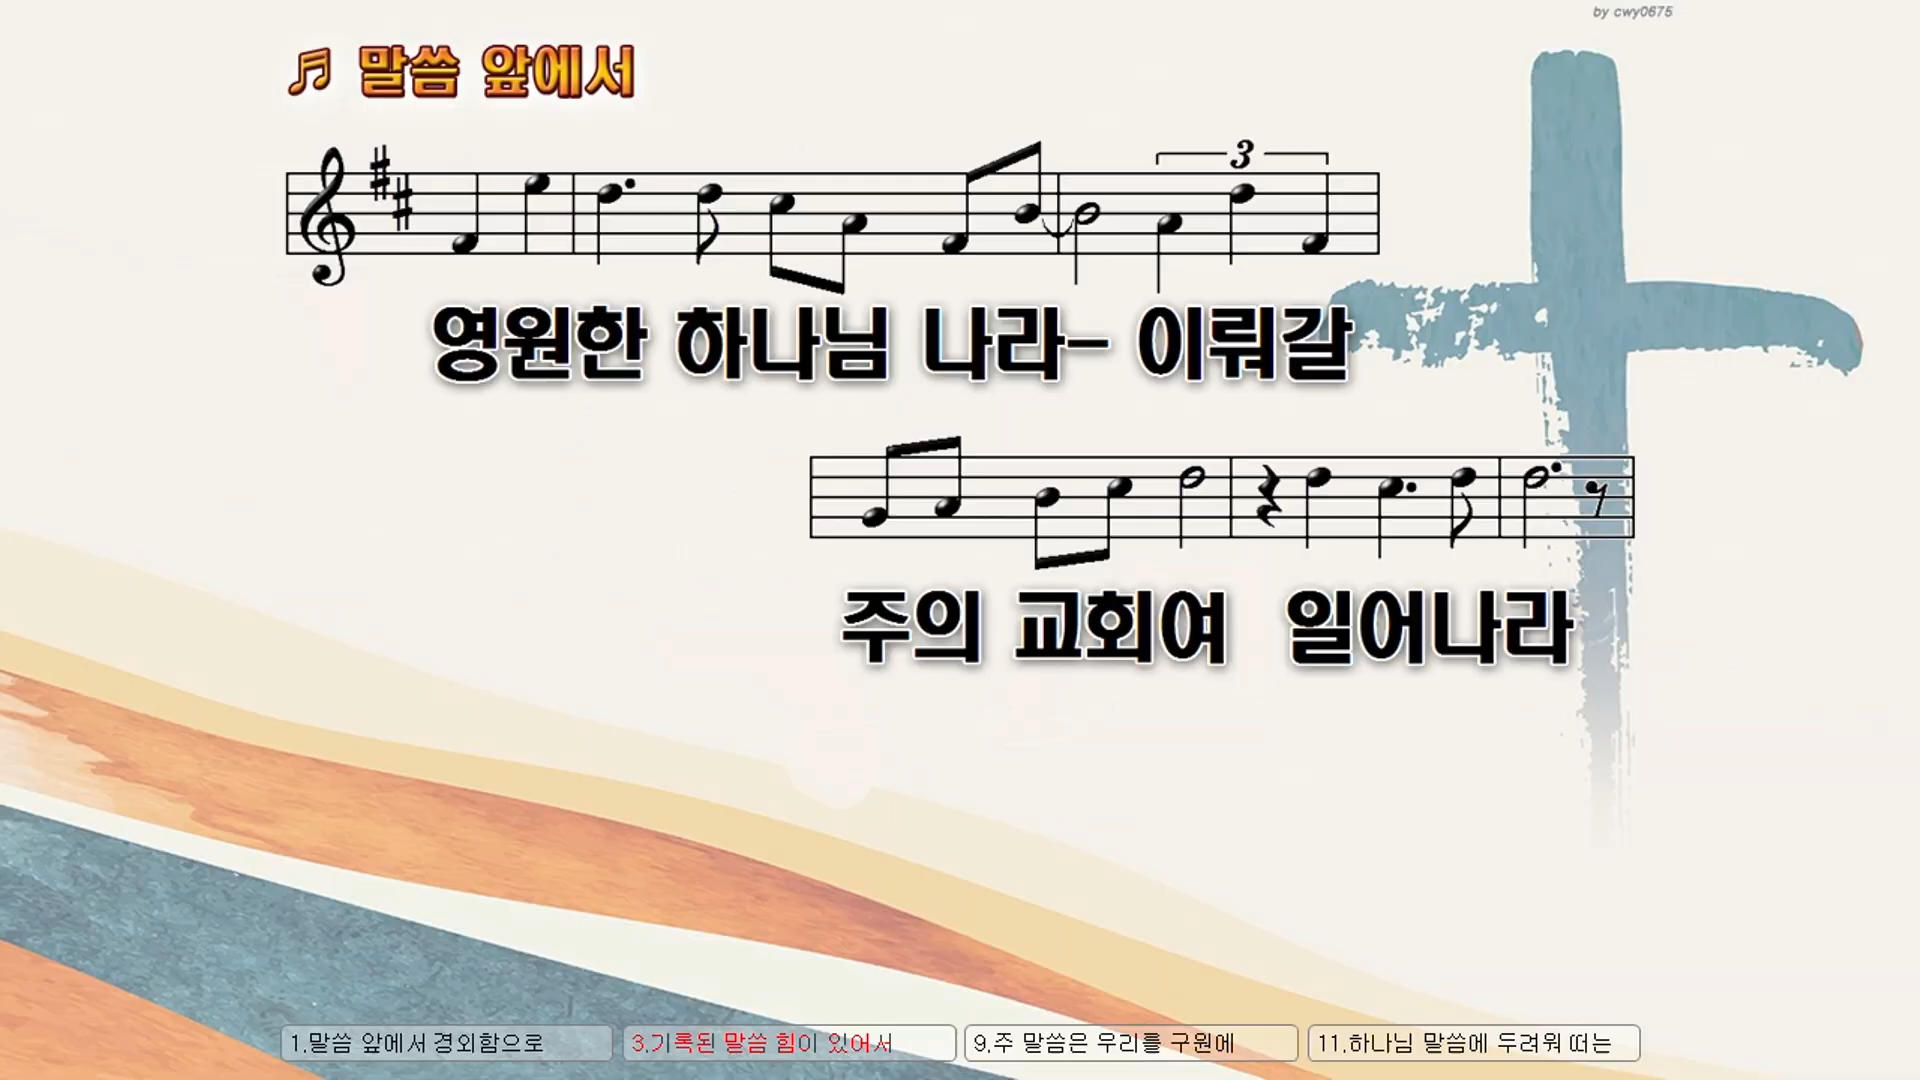 by cwy0675
♬ 말씀 앞에서
3
영원한 하나님 나라- 이뤄갈
주의 교회여 일어나라
1.말씀 앞에서 경외함으로
3.기록된 말씀 힘이 있어서
9.주 말씀은 우리를 구원에
11.하나님 말씀에 두려워 떠는